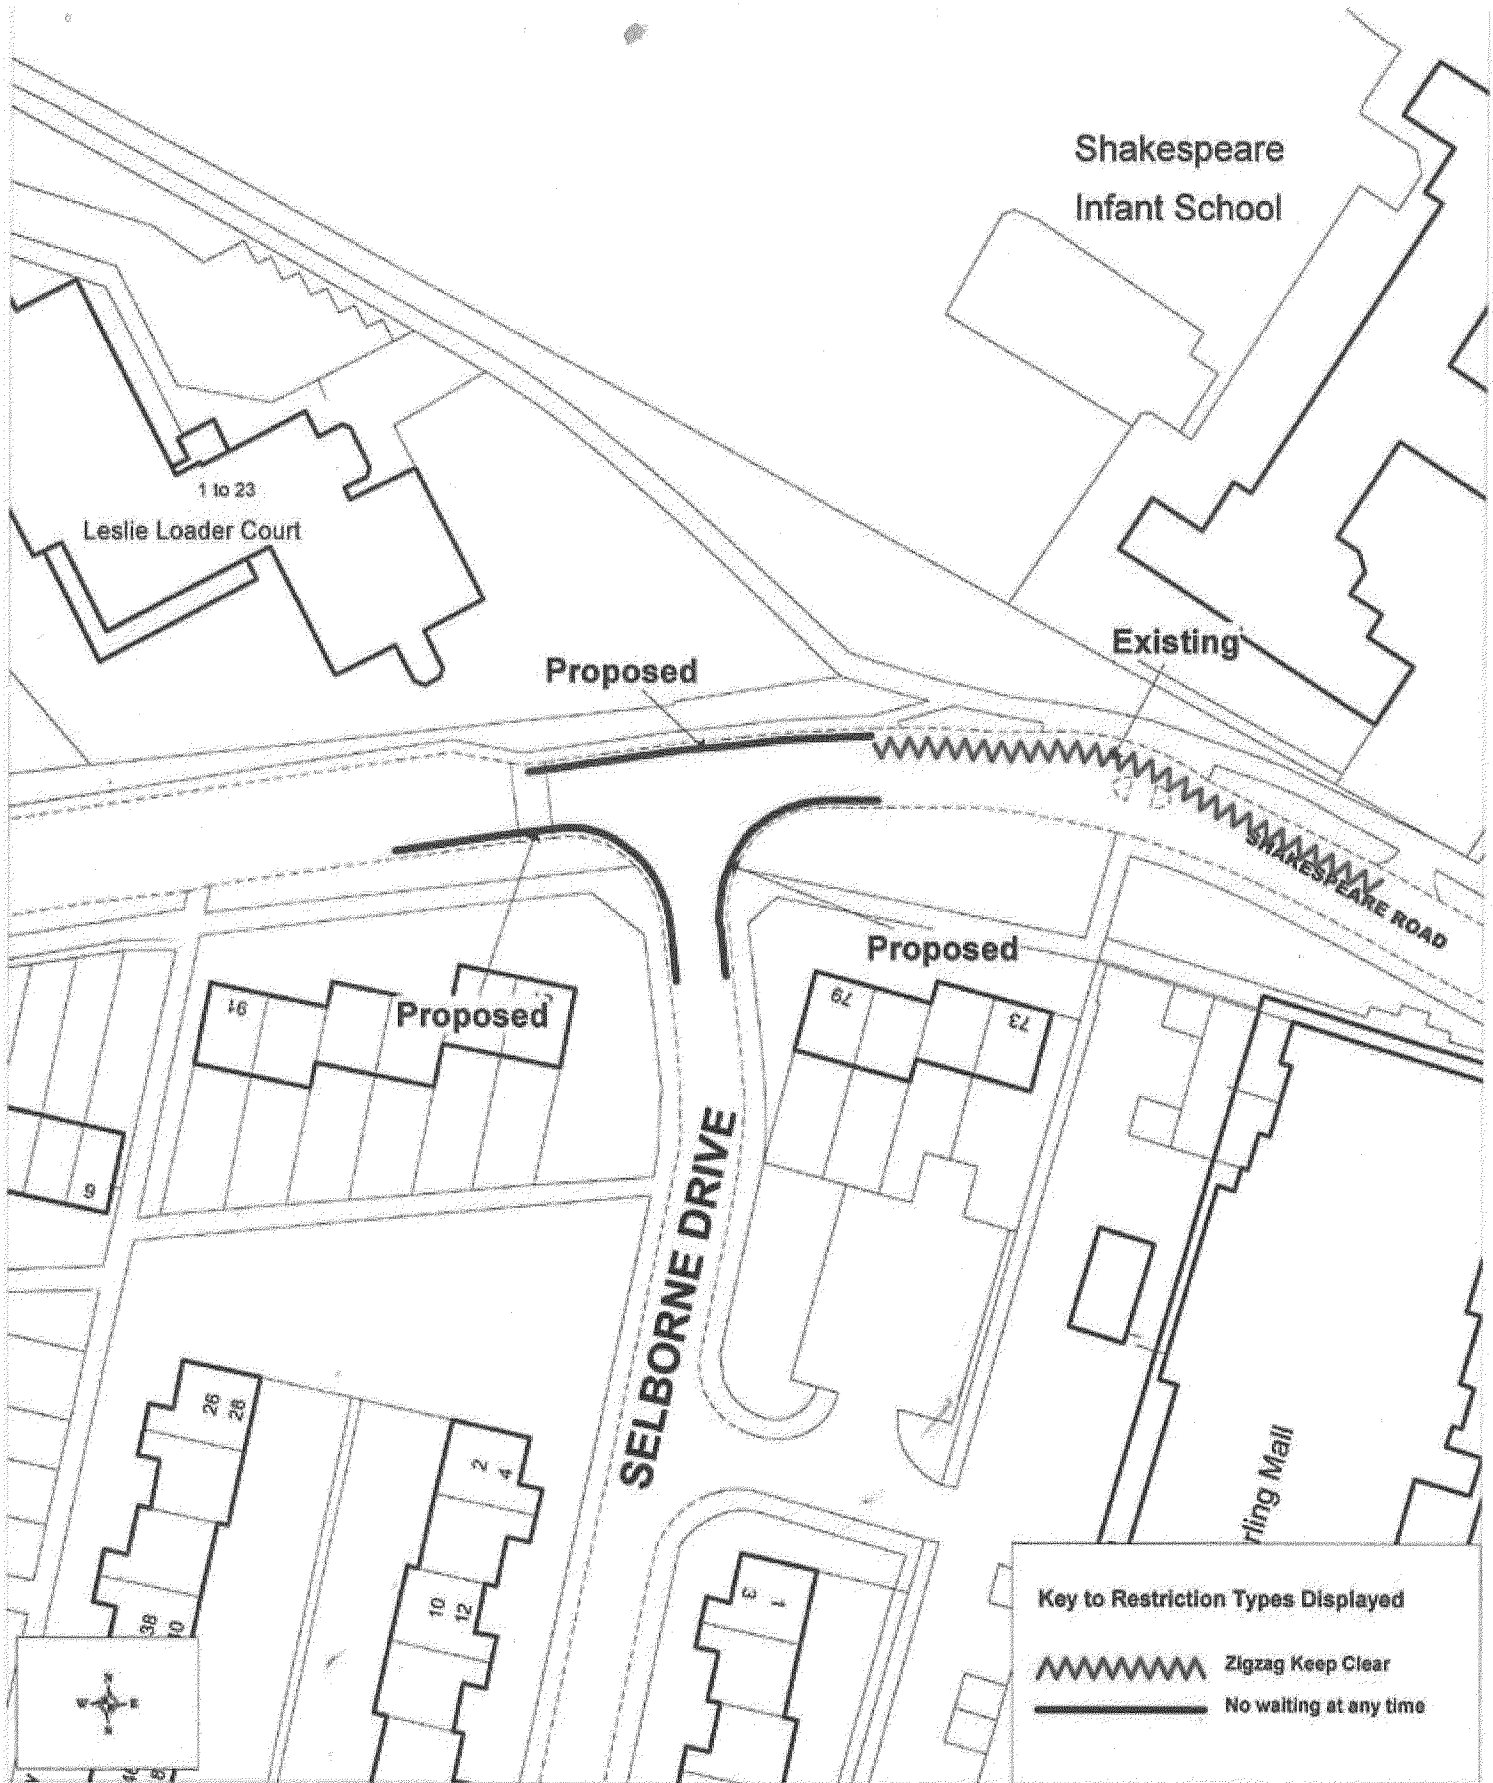 Shakespeare
Infant School
1 to 23
Leslie Loader Court
Existing
Proposed
SHAKESPEARE ROAD
Proposed
Proposed
91
79
73
9
SELBORNE DRIVE
26
28
2
4
rling Mall
3
1
10
12
38
Key to Restriction Types Displayed
Zigzag Keep Clear
No waiting at any time
N
W E
S